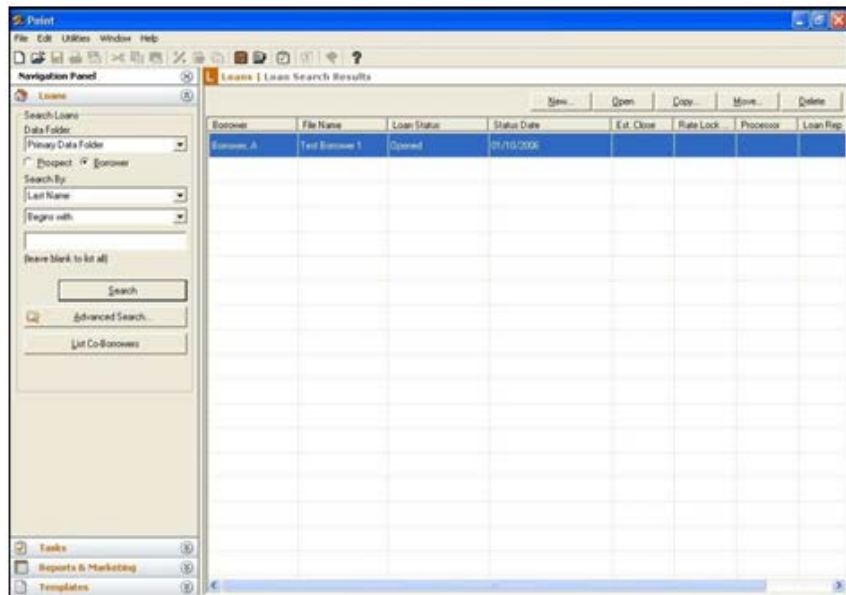 Point
File Edit Utilities Window Help
Navigation Panel
Loans
Search Loans
Data Folder:
Primary Data Folder
Prospect Borrower
Search By:
Last Name
Begins with
(leave blank to list all)
Search
Advanced Search...
List Co-Borrowers
Tasks
Reports & Marketing
Templates
L Loans | Loan Search Results
New... Open Copy... Move... Delete
Borrower File Name Loan Status Status Date Est. Close Rate Lock ... Processor Loan Rep
Borrower, A Test Borrower 1 Opened 01/10/2006